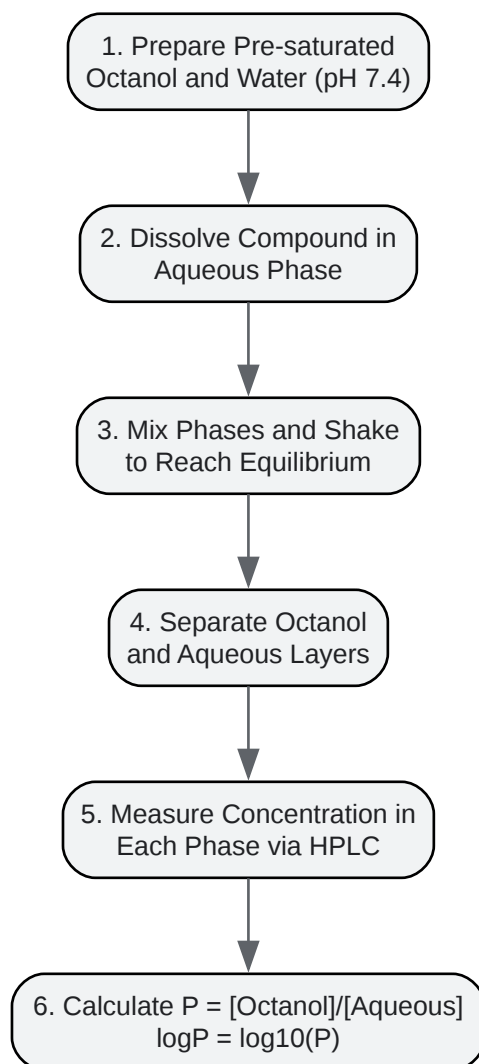 1. Prepare Pre-saturated
Octanol and Water (pH 7.4)
2. Dissolve Compound in
Aqueous Phase
3. Mix Phases and Shake
to Reach Equilibrium
4. Separate Octanol
and Aqueous Layers
5. Measure Concentration in
Each Phase via HPLC
6. Calculate P = [Octanol]/[Aqueous]
logP = log10(P)